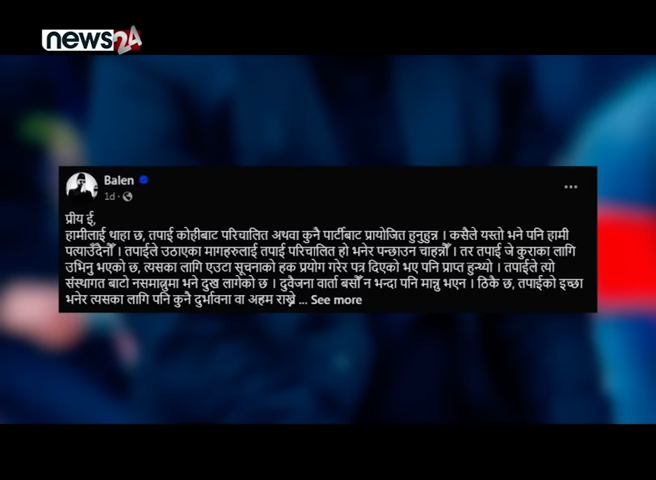 news24
Balen
1d
प्रीय ई,
हामीलाई थाहा छ, तपाई कोहीबाट परिचालित अथवा कुनै पार्टीबाट प्रायोजित हुनुहुन्न । कसैले यस्तो भने पनि हामी
पत्याउँदैनौँ । तपाईले उठाएका मागहरुलाई तपाई परिचालित हो भनेर पन्छाउन चाहन्नौँ । तर तपाई जे कुराका लागि
उभिनु भएको छ, त्यसका लागि एउटा सूचनाको हक प्रयोग गरेर पत्र दिएको भए पनि प्राप्त हुन्थ्यो । तपाईले त्यो
संस्थागत बाटो नसमात्नुमा भने दुख लागेको छ । दुवैजना वार्ता बसौँ न भन्दा पनि मान्नु भएन । ठिकै छ, तपाईको इच्छा
भनेर त्यसका लागि पनि कुनै दुर्भावना वा अहम राख्ने ... See more